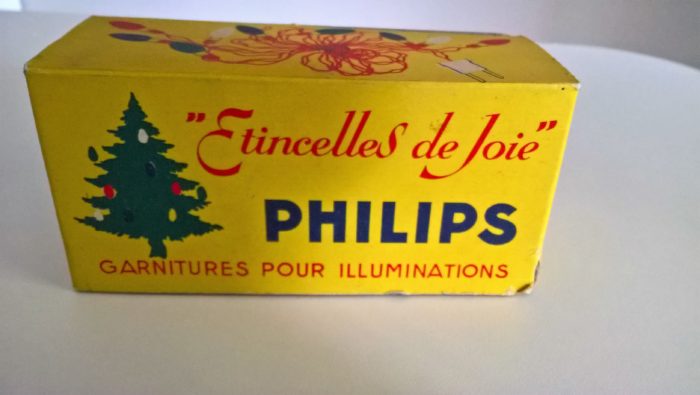 "Etincelles de Joie"
PHILIPS
GARNITURES POUR ILLUMINATIONS